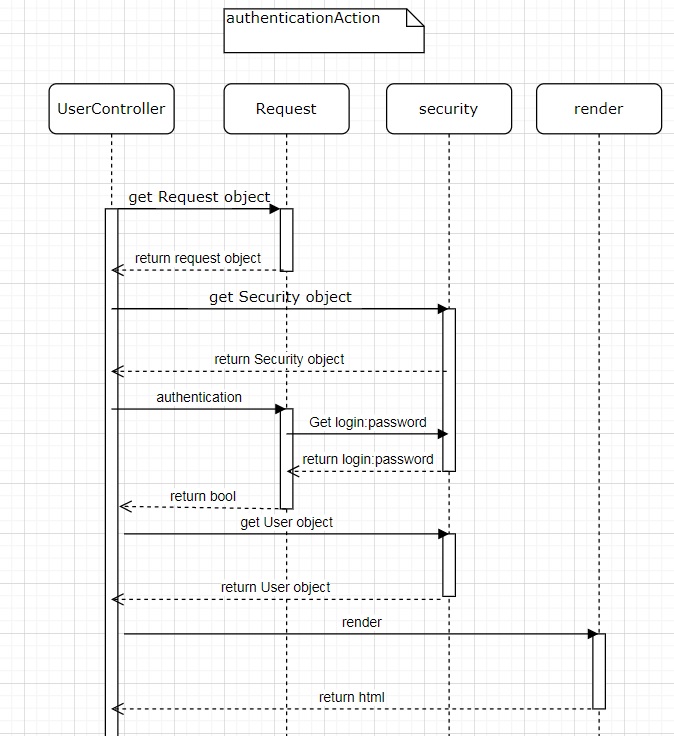 authenticationAction
UserController
Request
security
render
get Request object
return request object
get Security object
return Security object
authentication
Get login:password
return login:password
return bool
get User object
return User object
render
return html